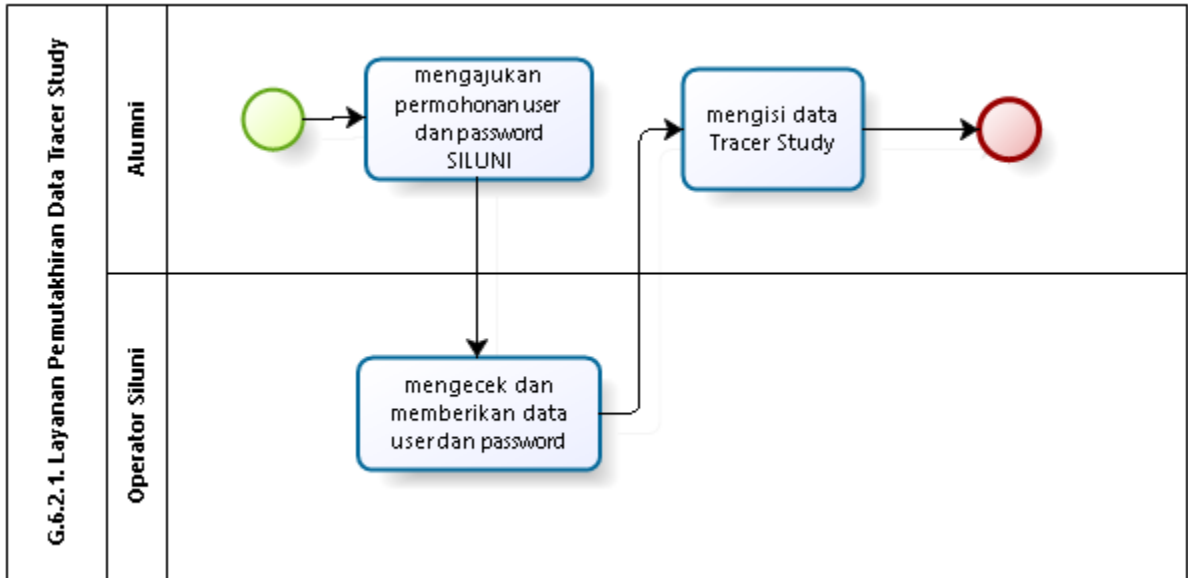 G.6.2.1. Layanan Pemutakhiran Data Tracer Study
Alumni
mengajukan
permohonan user
dan password
SILUNI
mengisi data
Tracer Study
Operator Siluni
mengecek dan
memberikan data
user dan password